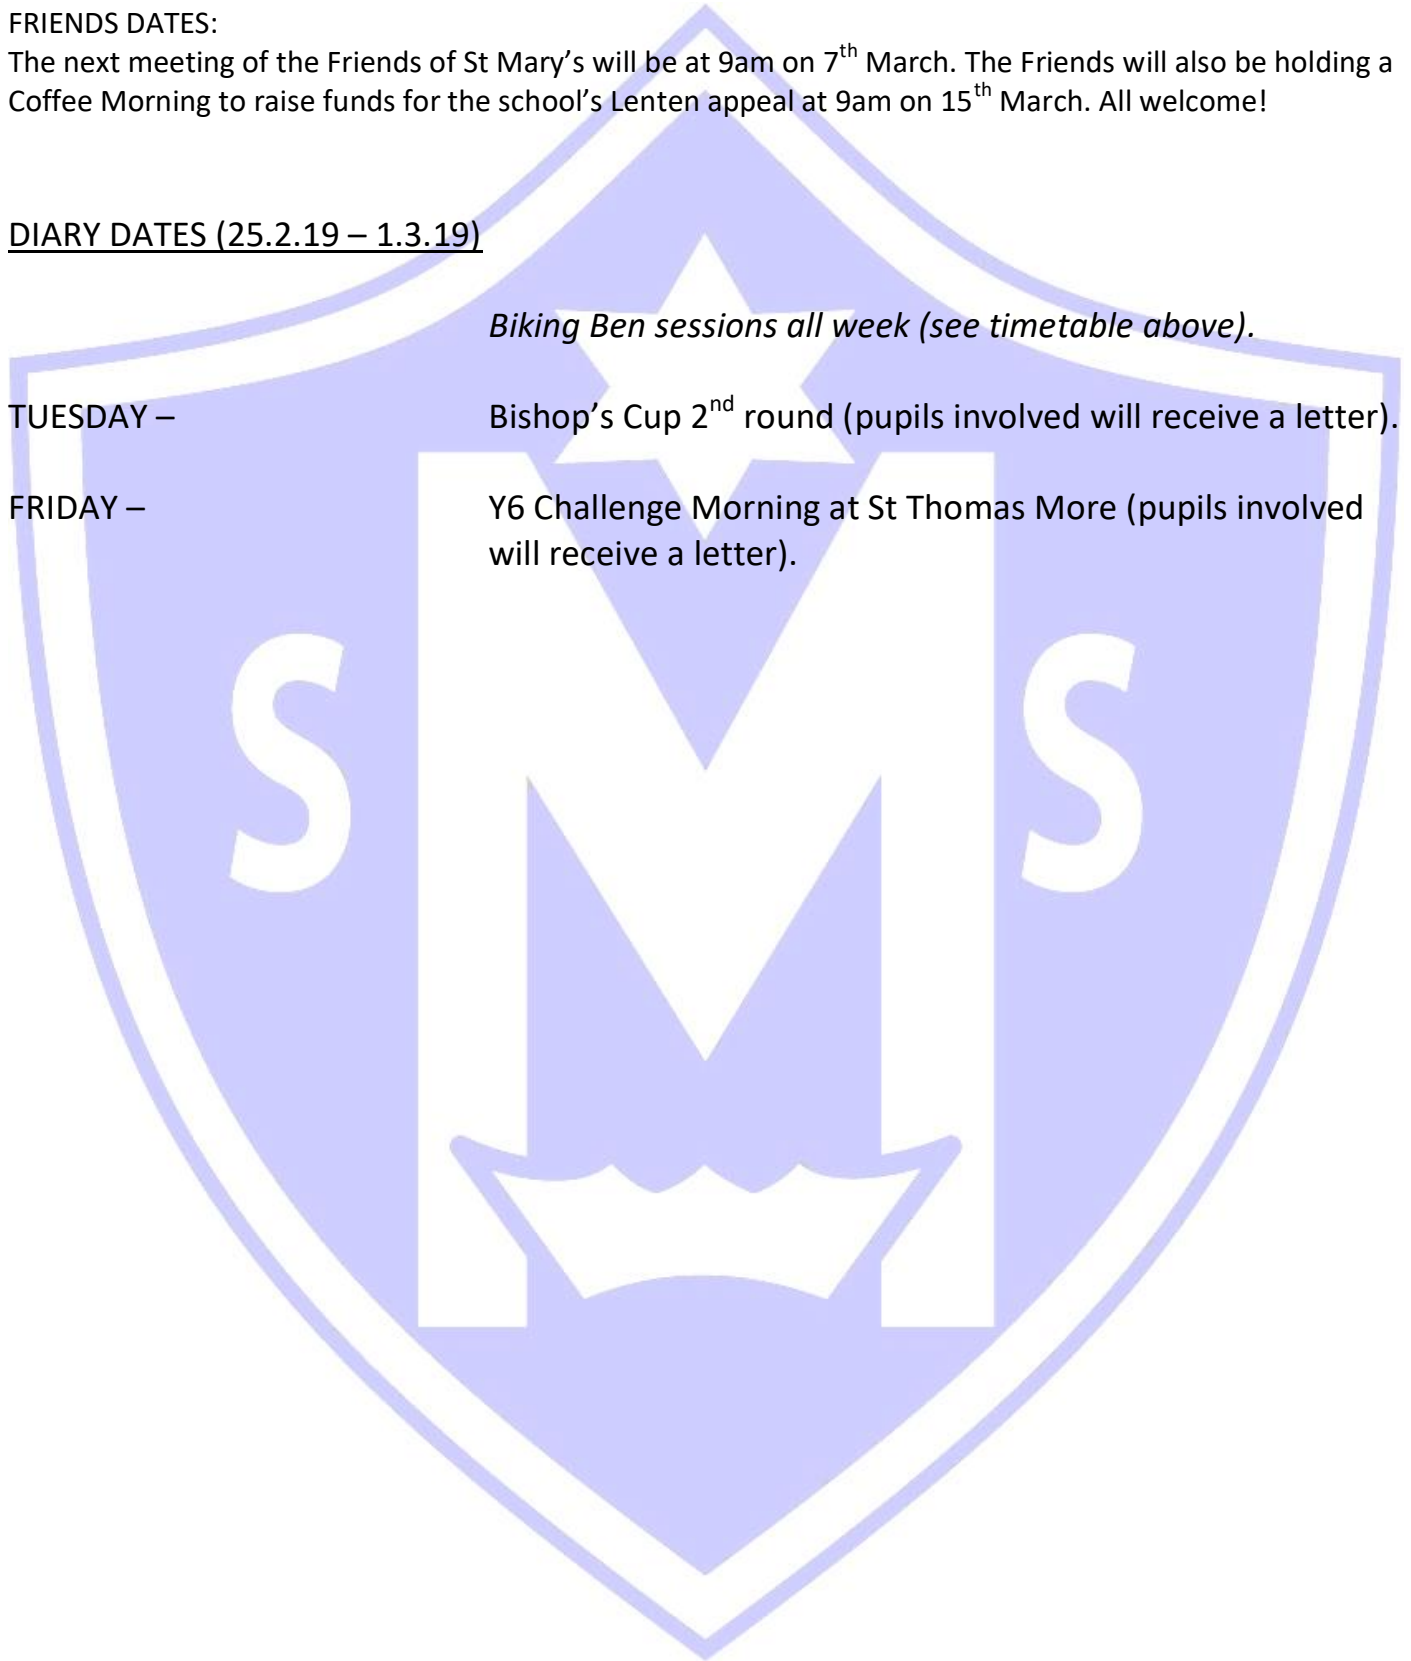 FRIENDS DATES:
The next meeting of the Friends of St Mary’s will be at 9am on 7th March. The Friends will also be holding a
Coffee Morning to raise funds for the school’s Lenten appeal at 9am on 15th March. All welcome!
DIARY DATES (25.2.19 – 1.3.19)
Biking Ben sessions all week (see timetable above).
TUESDAY – Bishop’s Cup 2nd round (pupils involved will receive a letter).
FRIDAY – Y6 Challenge Morning at St Thomas More (pupils involved
will receive a letter).
S M S